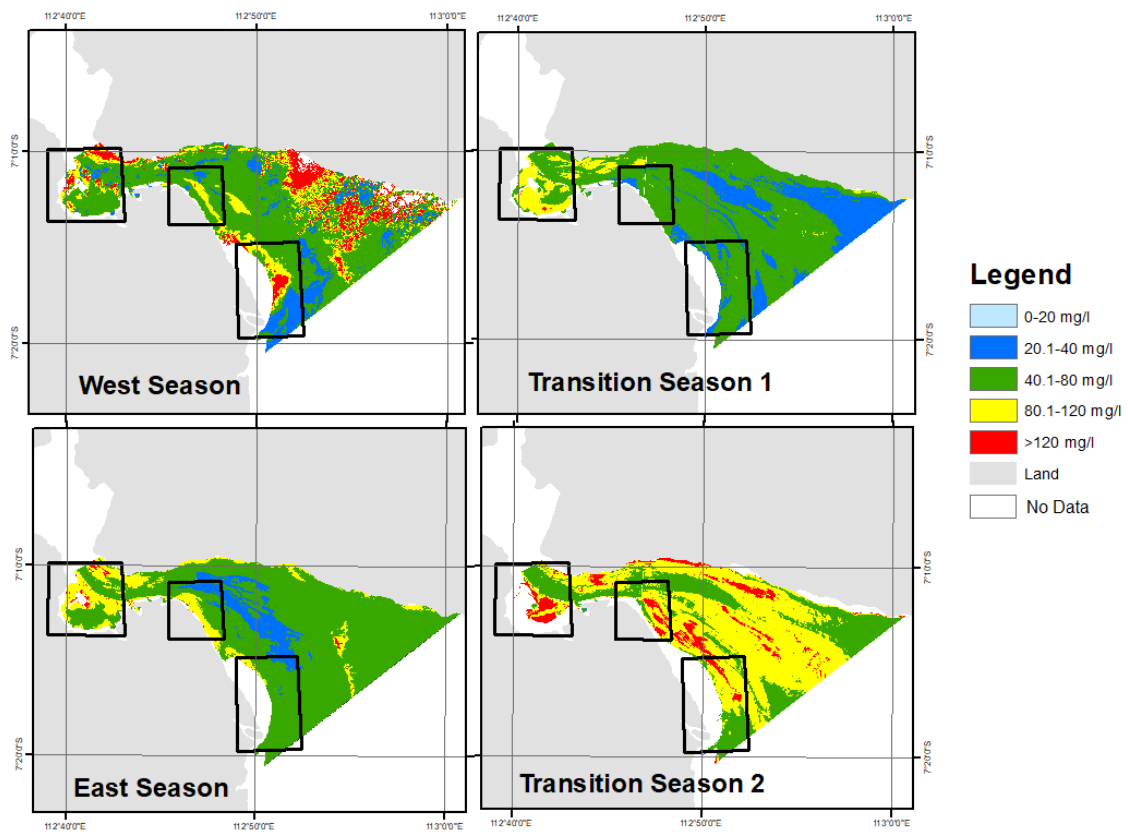 112°40'0"E 112°50'0"E 113°0'0"E 112°40'0"E 112°50'0"E 113°0'0"E
7°10'0"S 7°10'0"S
7°20'0"S 7°20'0"S
West Season
Transition Season 1
7°10'0"S 7°10'0"S
7°20'0"S 7°20'0"S
East Season
Transition Season 2
112°40'0"E 112°50'0"E 113°0'0"E 112°40'0"E 112°50'0"E 113°0'0"E
Legend
0-20 mg/l
20.1-40 mg/l
40.1-80 mg/l
80.1-120 mg/l
>120 mg/l
Land
No Data